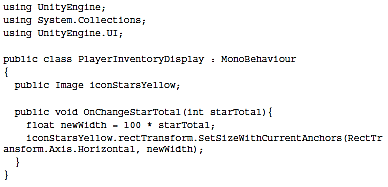 using UnityEngine;
using System.Collections;
using UnityEngine.UI;
public class PlayerInventoryDisplay : MonoBehaviour
{
public Image iconStarsYellow;
public void OnChangeStarTotal(int starTotal){
float newWidth = 100 * starTotal;
iconStarsYellow.rectTransform.SetSizeWithCurrentAnchors(RectTr
ansform.Axis.Horizontal, newWidth);
}
}